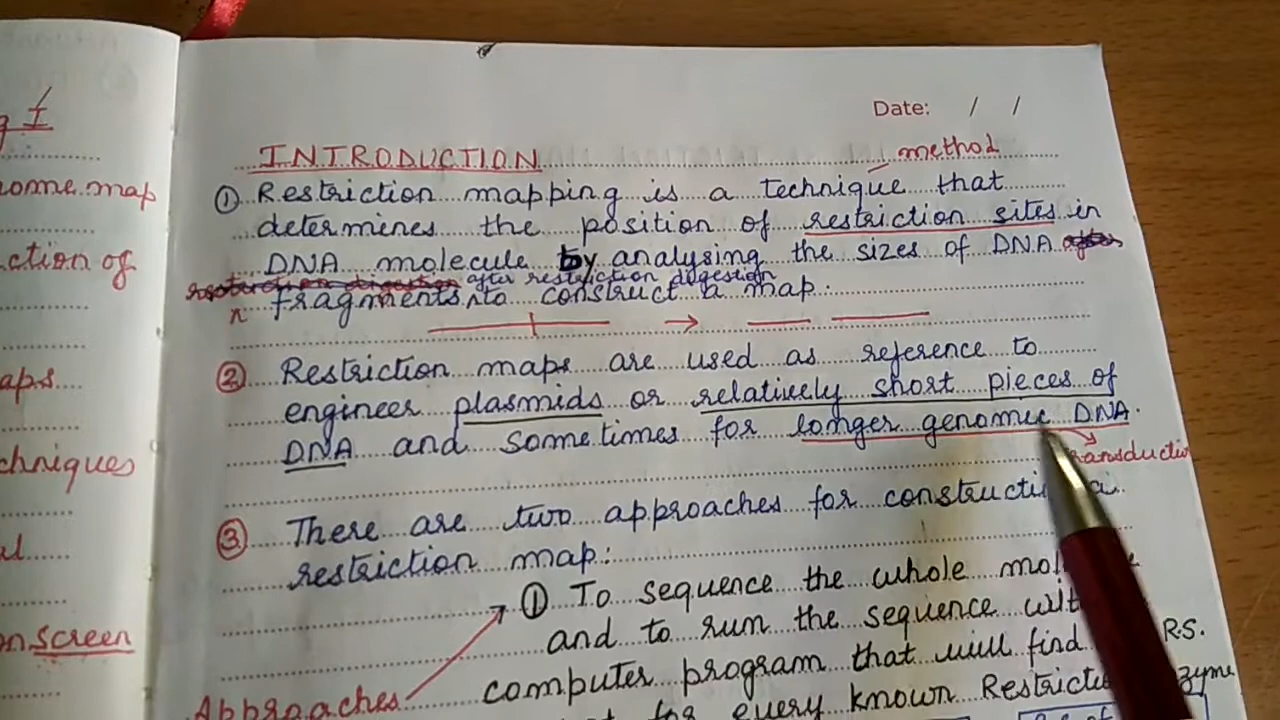 g I
ome map
ction of
aps
chniques
al
n screen
Date: / /
INTRODUCTION
method
① Restriction mapping is a technique that
determines the position of restriction sites in
DNA molecule by analysing the sizes of DNA
after restriction digestion
fragments to construct a map.
② Restriction maps are used as reference to
engineer plasmids or relatively short pieces of
DNA and sometimes for longer genomic DNA.
ransductio
③ There are two approaches for constructi a
restriction map:
① To sequence the whole mol
and to run the sequence wit
computer program that will find R.S.
for every known Restricti zyme
Approaches